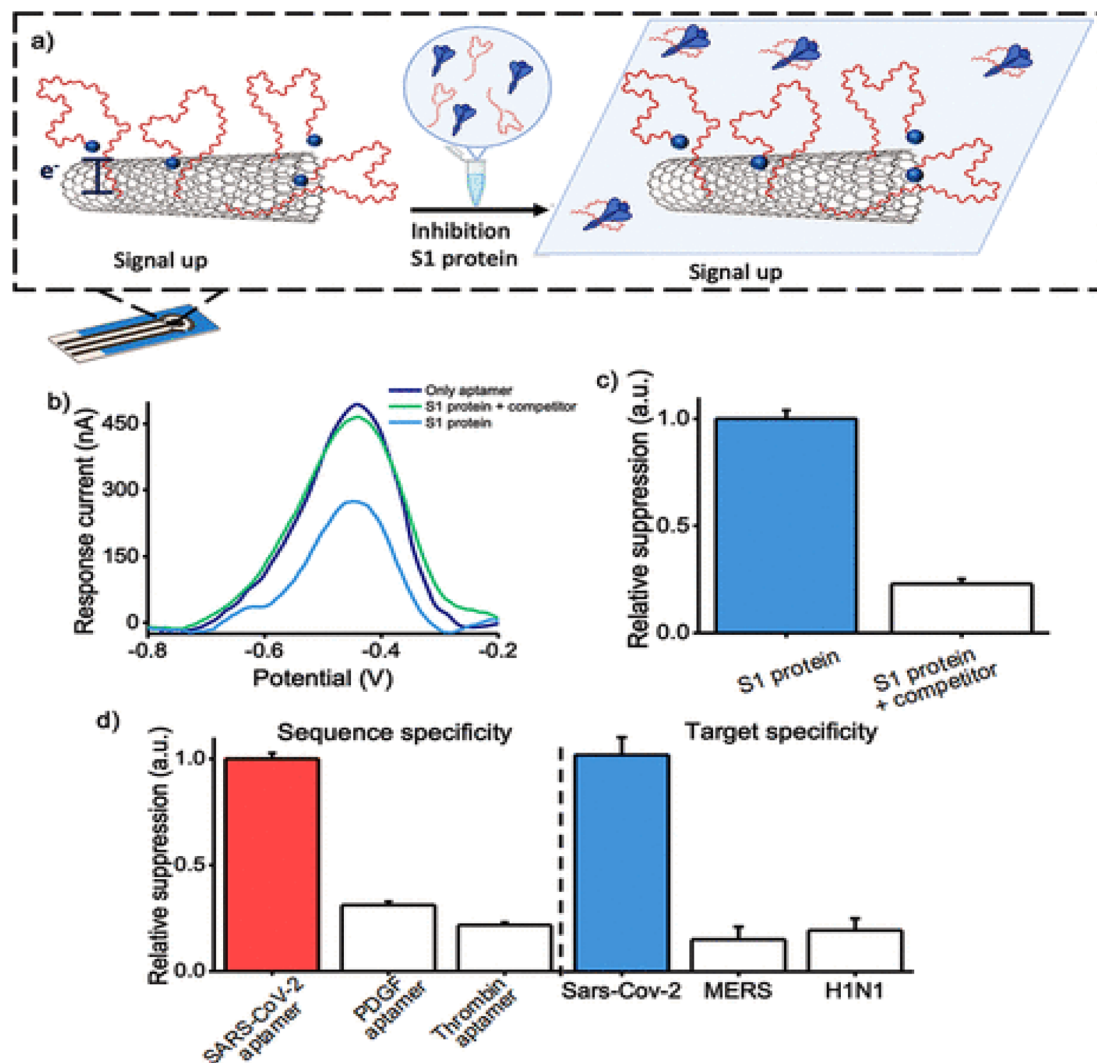 a)
e-
Signal up
Inhibition
S1 protein
Signal up
b)
Only aptamer
S1 protein + competitor
S1 protein
Response current (nA)
450
300
150
0
-0.8
-0.6
-0.4
-0.2
Potential (V)
c)
Relative suppression (a.u.)
1.0
0.5
0.0
S1 protein
S1 protein
+ competitor
d)
Sequence specificity
Target specificity
Relative suppression (a.u.)
1.0
0.5
0.0
SARS-CoV-2
aptamer
PDGF
aptamer
Thrombin
aptamer
Sars-Cov-2
MERS
H1N1